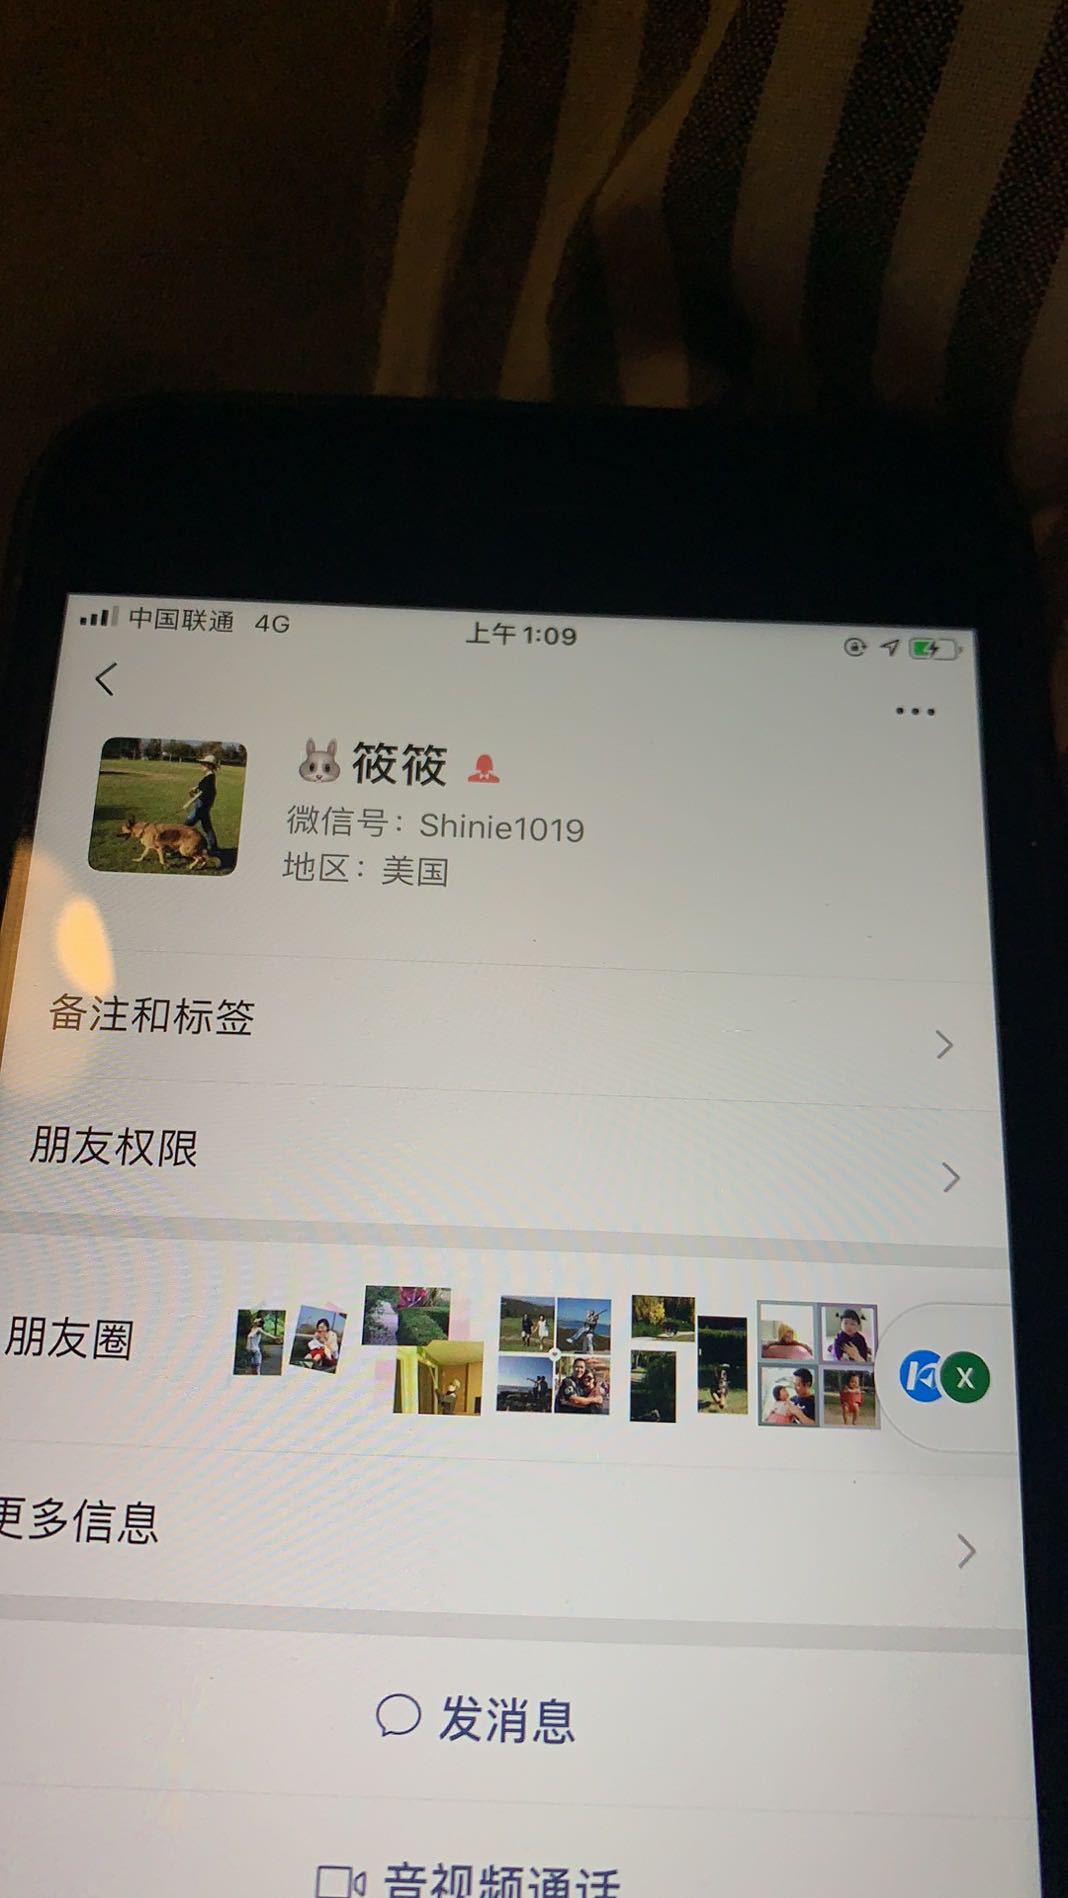 中国联通 4G
上午1:09
筱筱
微信号：Shinie1019
地区：美国
备注和标签
朋友权限
朋友圈
X
更多信息
发消息
音视频通话